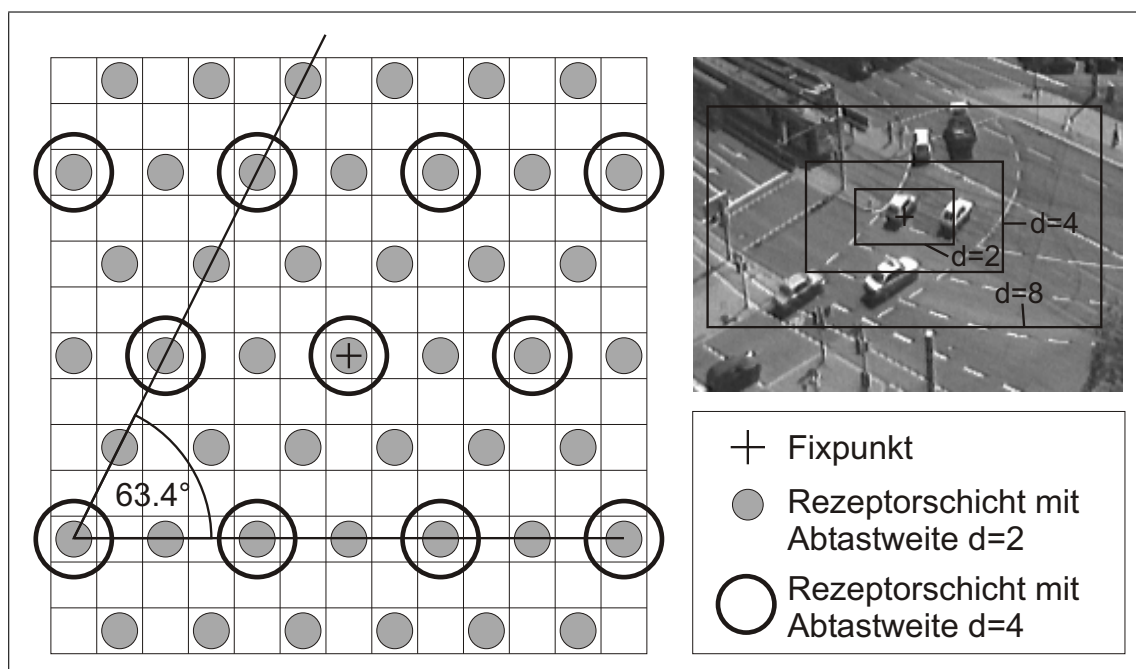 63.4°
d=4
d=2
d=8
Fixpunkt
Rezeptorschicht mit
Abtastweite d=2
Rezeptorschicht mit
Abtastweite d=4